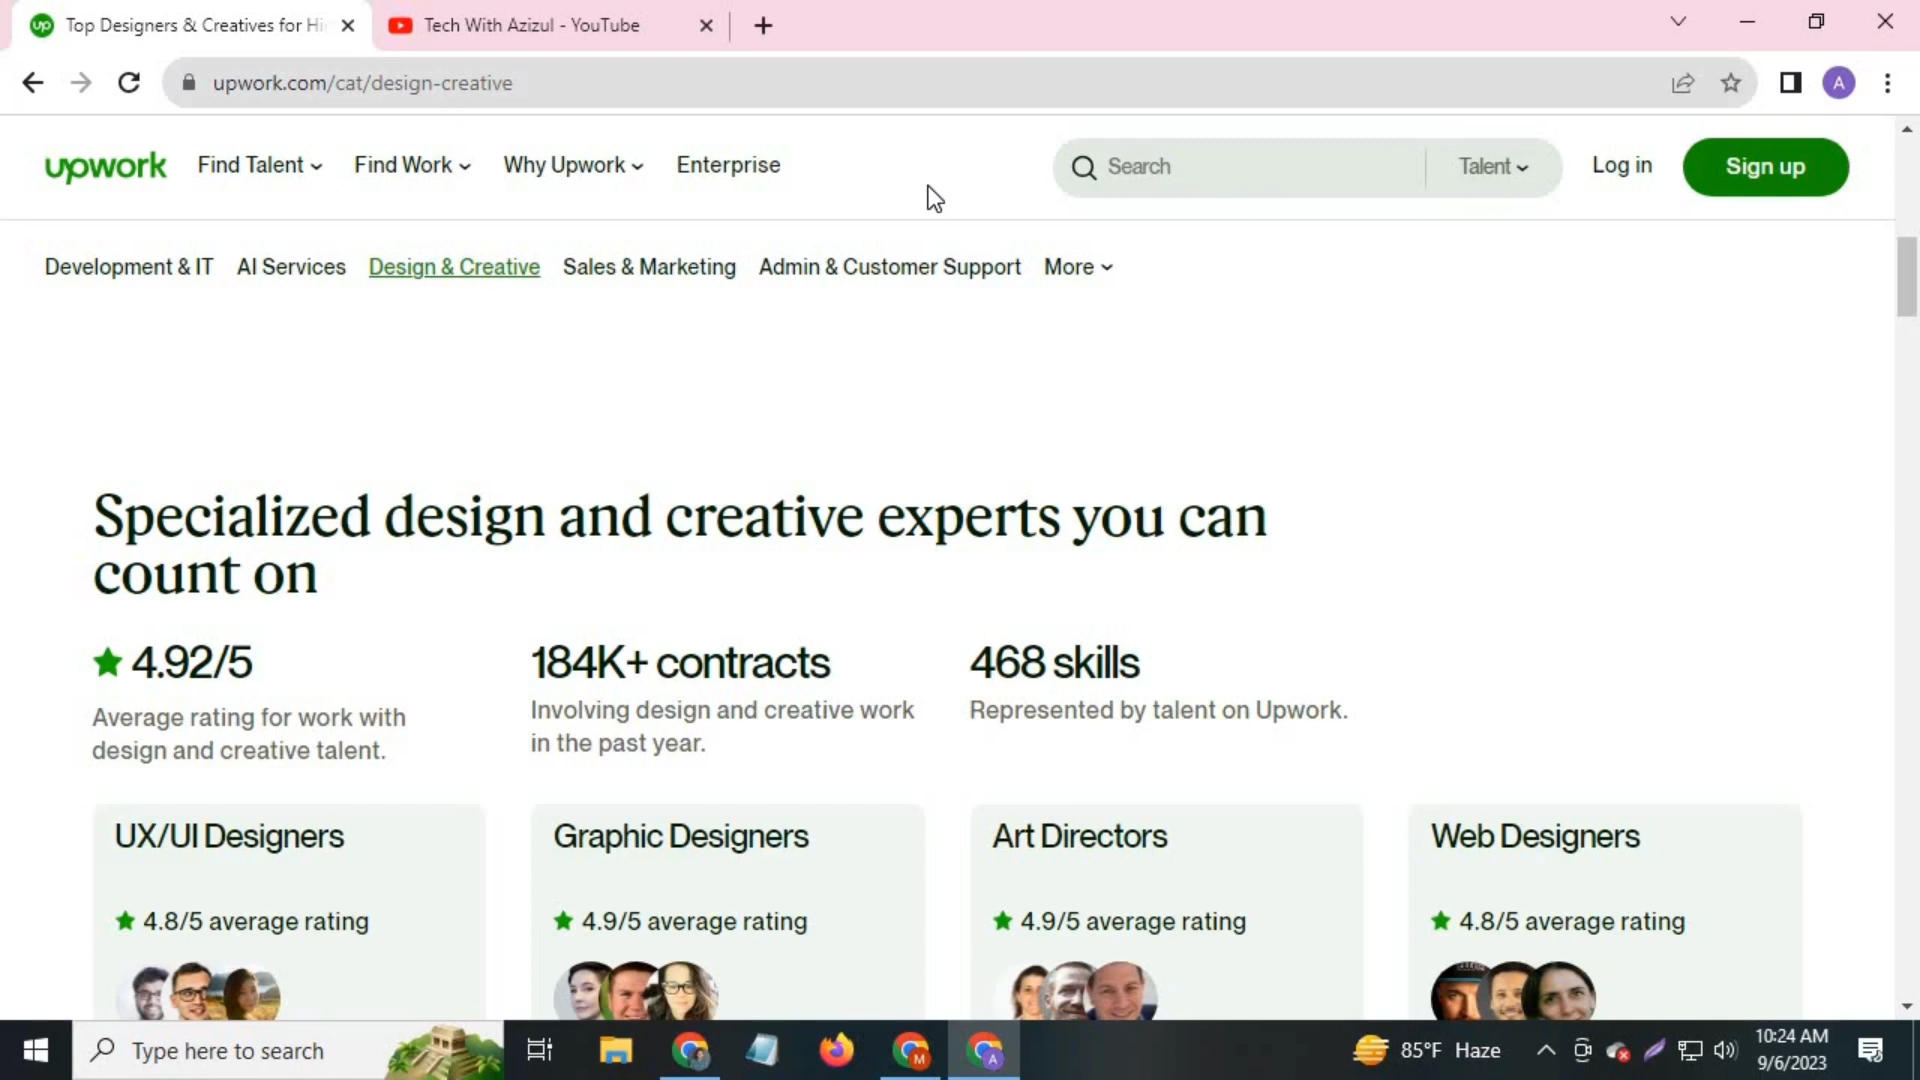 Top Designers & Creatives for Hi
Tech With Azizul - YouTube
upwork.com/cat/design-creative
A
upwork
Find Talent
Find Work
Why Upwork
Enterprise
Search
Talent
Log in
Sign up
Development & IT
AI Services
Design & Creative
Sales & Marketing
Admin & Customer Support
More
Specialized design and creative experts you can
count on
4.92/5
Average rating for work with
design and creative talent.
184K+ contracts
Involving design and creative work
in the past year.
468 skills
Represented by talent on Upwork.
UX/UI Designers
4.8/5 average rating
Graphic Designers
4.9/5 average rating
Art Directors
4.9/5 average rating
Web Designers
4.8/5 average rating
Type here to search
M
A
85°F Haze
10:24 AM
9/6/2023